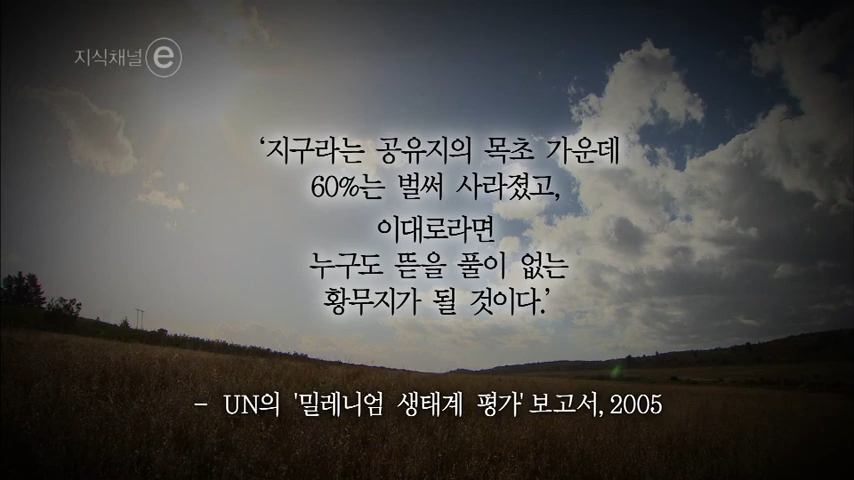 지식채널 e
‘지구라는 공유지의 목초 가운데
60%는 벌써 사라졌고,
이대로라면
누구도 뜯을 풀이 없는
황무지가 될 것이다.’
- UN의 '밀레니엄 생태계 평가' 보고서, 2005